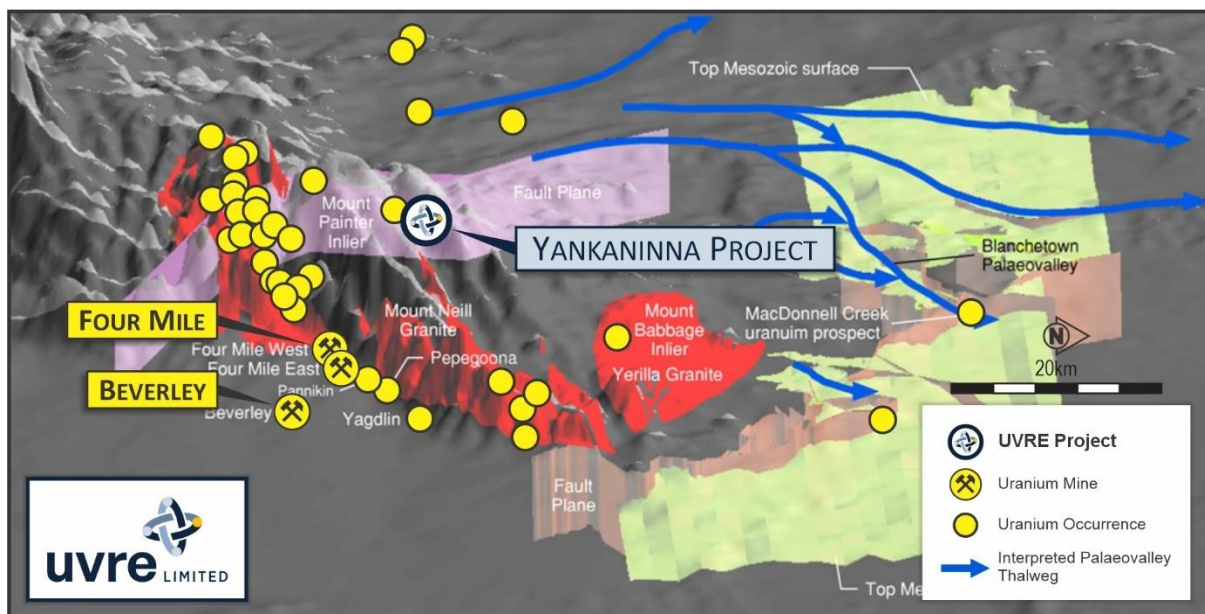 Top Mesozoic surface
Fault Plane
Mount
Painter
Inlier
YANKANINNA PROJECT
Blanchetown
Palaeovalley
FOUR MILE
Mount Neill
Granite
Mount
Babbage
Inlier
MacDonnell Creek
uranuim prospect
N
Four Mile West
Four Mile East
Pepegoona
Yerilla Granite
20km
BEVERLEY
Pannikin
Beverley
Yagdlin
UVRE Project
Uranium Mine
Fault
Plane
Uranium Occurrence
uvre LIMITED
Interpreted Palaeovalley
Thalweg
Top Me